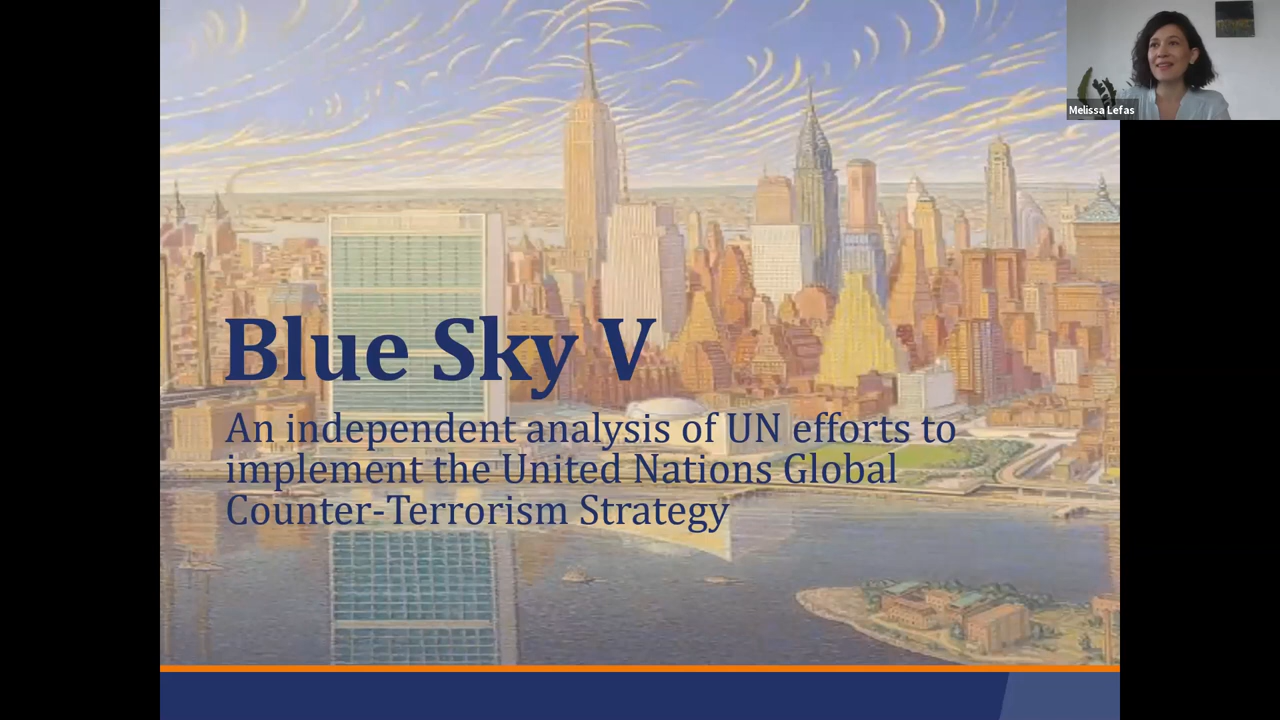 Melissa Lefas
Blue Sky V
An independent analysis of UN efforts to
implement the United Nations Global
Counter-Terrorism Strategy